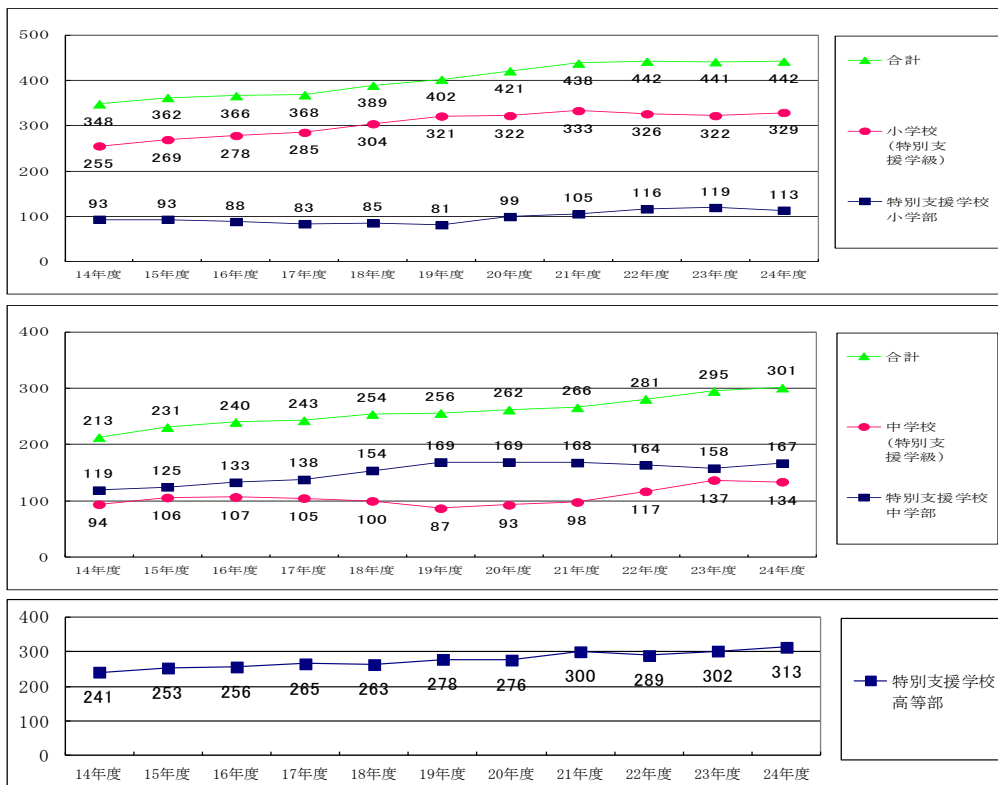 500
400
300
200
100
0
348 362 366 368 389 402 421 438 442 441 442
255 269 278 285 304 321 322 333 326 322 329
93 93 88 83 85 81 99 105 116 119 113
14年度 15年度 16年度 17年度 18年度 19年度 20年度 21年度 22年度 23年度 24年度
合計
小学校
(特別支
援学級)
特別支援学校
小学部
400
300
200
100
0
213 231 240 243 254 256 262 266 281 295 301
119 125 133 138 154 169 169 168 164 158 167
94 106 107 105 100 87 93 98 117 137 134
14年度 15年度 16年度 17年度 18年度 19年度 20年度 21年度 22年度 23年度 24年度
合計
中学校
(特別支
援学級)
特別支援学校
中学部
400
300
200
100
0
241 253 256 265 263 278 276 300 289 302 313
14年度 15年度 16年度 17年度 18年度 19年度 20年度 21年度 22年度 23年度 24年度
特別支援学校
高等部